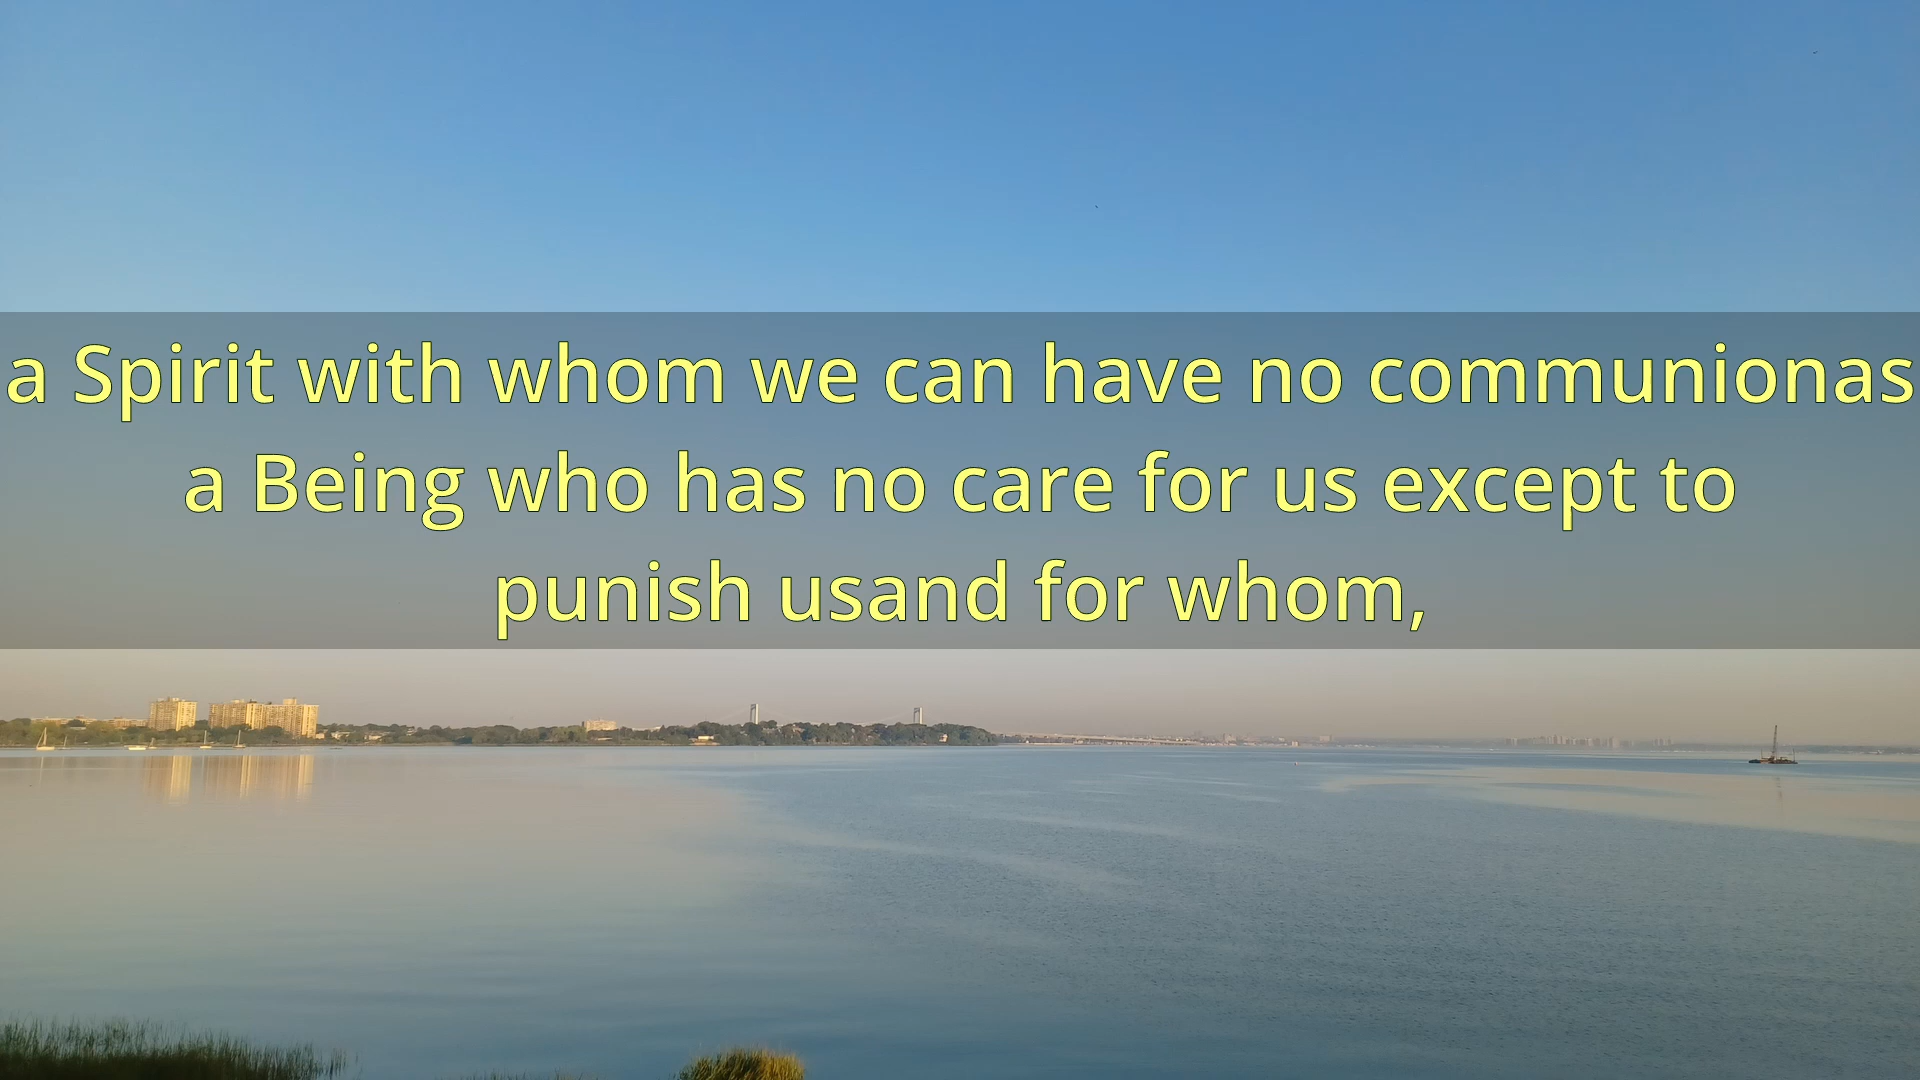 a Spirit with whom we can have no communionas
a Being who has no care for us except to
punish usand for whom,